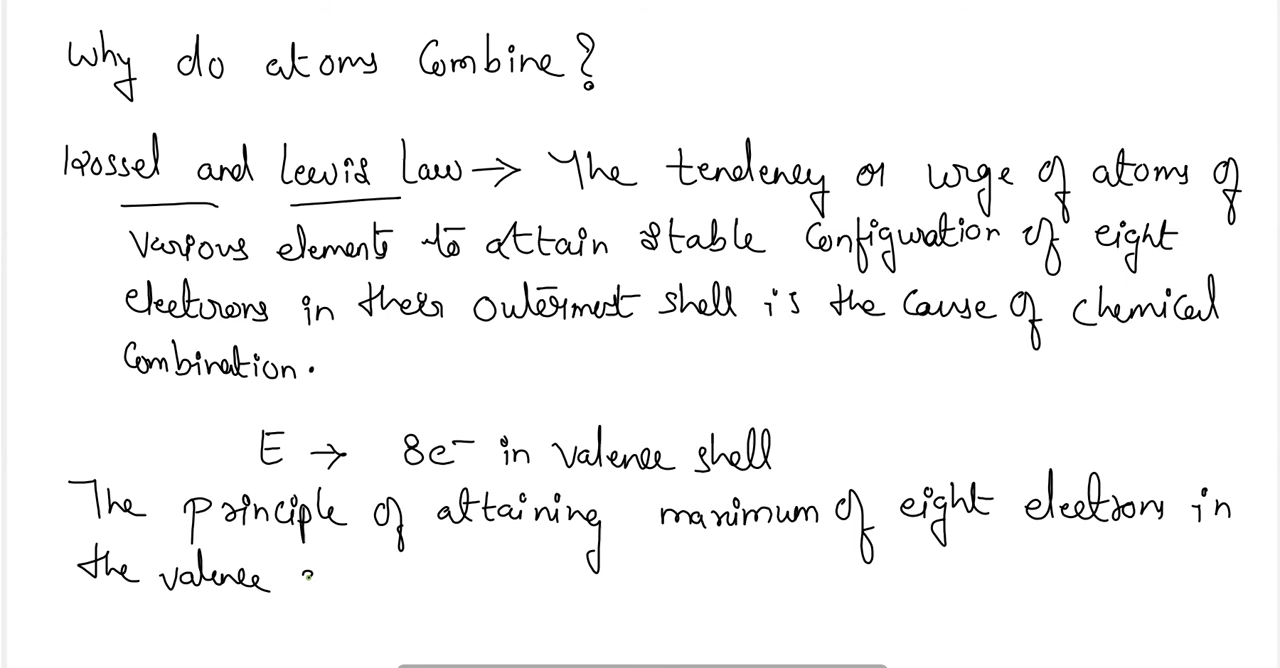 Why do atoms Combine?
Kossel and Lewis Law → The tendency or urge of atoms of
various elements to attain stable Configuration of eight
electrons in their outermost shell is the cause of chemical
Combination.
E → 8e⁻ in valence shell
The principle of attaining maximum of eight electrons in
the valence